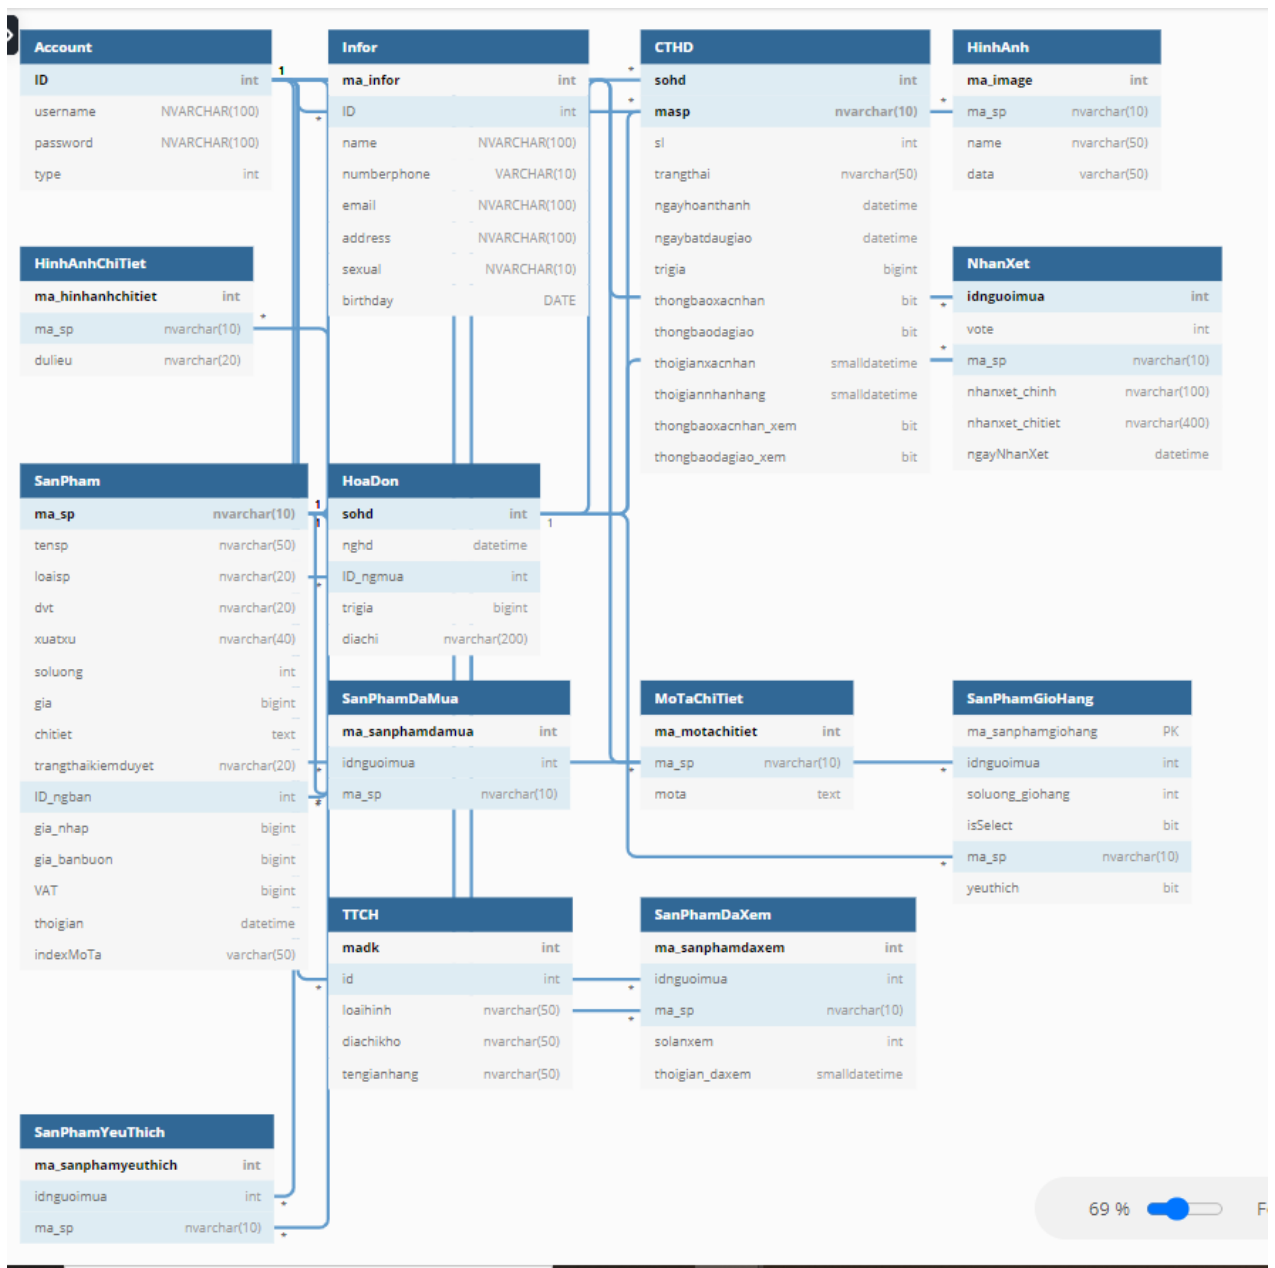 Account
ID int
username NVARCHAR(100)
password NVARCHAR(100)
type int
1
*
Infor
ma_infor int
ID int
name NVARCHAR(100)
numberphone VARCHAR(10)
email NVARCHAR(100)
address NVARCHAR(100)
sexual NVARCHAR(10)
birthday DATE
*
*
CTHD
sohd int
masp nvarchar(10)
sl int
trangthai nvarchar(50)
ngayhoanthanh datetime
ngaybatdaugiao datetime
trigia bigint
thongbaoxacnhan bit
thongbaodagiao bit
thoigianxacnhan smalldatetime
thoigiannhanhang smalldatetime
thongbaoxacnhan_xem bit
thongbaodagiao_xem bit
*
HinhAnh
ma_image int
ma_sp nvarchar(10)
name nvarchar(50)
data varchar(50)
HinhAnhChiTiet
ma_hinhanhchitiet int
ma_sp nvarchar(10)
dulieu nvarchar(20)
*
NhanXet
idnguoimua int
vote int
ma_sp nvarchar(10)
nhanxet_chinh nvarchar(100)
nhanxet_chitiet nvarchar(400)
ngayNhanXet datetime
*
*
SanPham
ma_sp nvarchar(10)
tensp nvarchar(50)
loaisp nvarchar(20)
dvt nvarchar(20)
xuatxu nvarchar(40)
soluong int
gia bigint
chitiet text
trangthaikiemduyet nvarchar(20)
ID_ngban int
gia_nhap bigint
gia_banbuon bigint
VAT bigint
thoigian datetime
indexMoTa varchar(50)
1
1
*
*
*
HoaDon
sohd int
nghd datetime
ID_ngmua int
trigia bigint
diachi nvarchar(200)
1
SanPhamDaMua
ma_sanphamdamua int
idnguoimua int
ma_sp nvarchar(10)
*
MoTaChiTiet
ma_motachitiet int
ma_sp nvarchar(10)
mota text
*
*
SanPhamGioHang
ma_sanphamgiohang PK
idnguoimua int
soluong_giohang int
isSelect bit
ma_sp nvarchar(10)
yeuthich bit
TTCH
madk int
id int
loaihinh nvarchar(50)
diachikho nvarchar(50)
tengianhang nvarchar(50)
*
*
*
SanPhamDaXem
ma_sanphamdaxem int
idnguoimua int
ma_sp nvarchar(10)
solanxem int
thoigian_daxem smalldatetime
SanPhamYeuThich
ma_sanphamyeuthich int
idnguoimua int
ma_sp nvarchar(10)
*
*
69 %